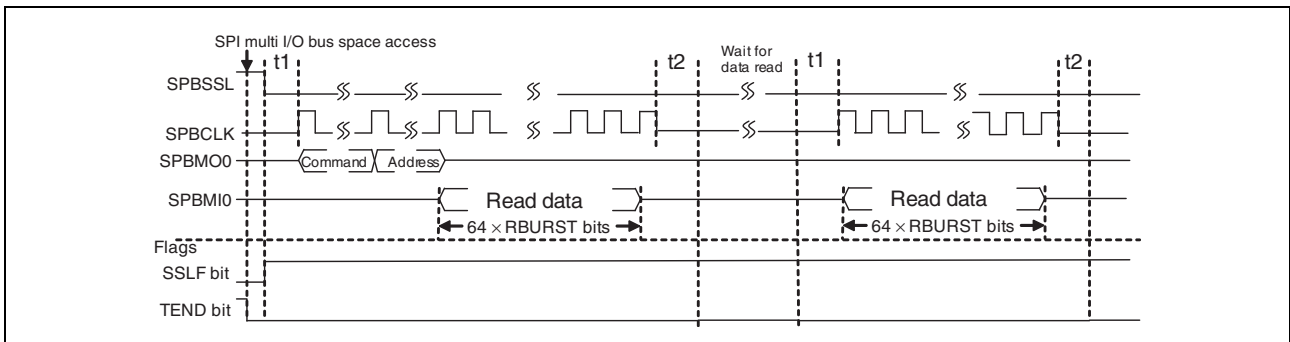 SPI multi I/O bus space access
t1
t2
Wait for
data read
t1
t2
SPBSSL
SPBCLK
SPBMO0
Command
Address
SPBMI0
Read data
Read data
64 × RBURST bits
64 × RBURST bits
Flags
SSLF bit
TEND bit